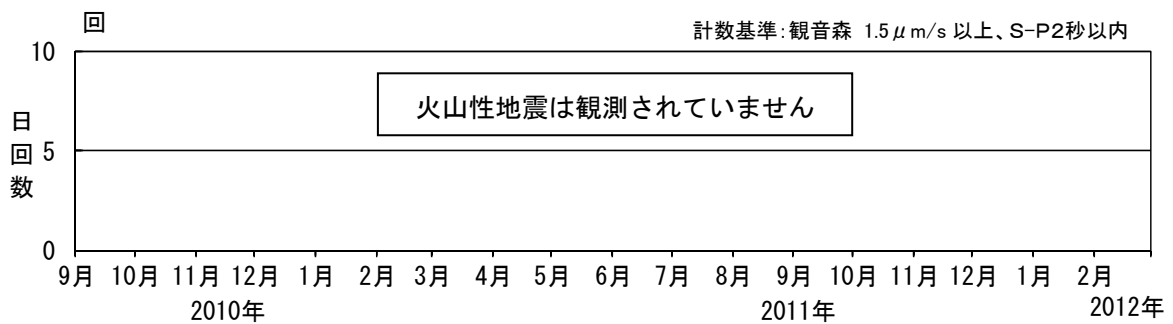 回
計数基準：観音森 1.5μm/s 以上、S-P2秒以内
10
火山性地震は観測されていません
日回数
5
0
9月 10月 11月 12月 1月 2月 3月 4月 5月 6月 7月 8月 9月 10月 11月 12月 1月 2月
2010年 2011年 2012年